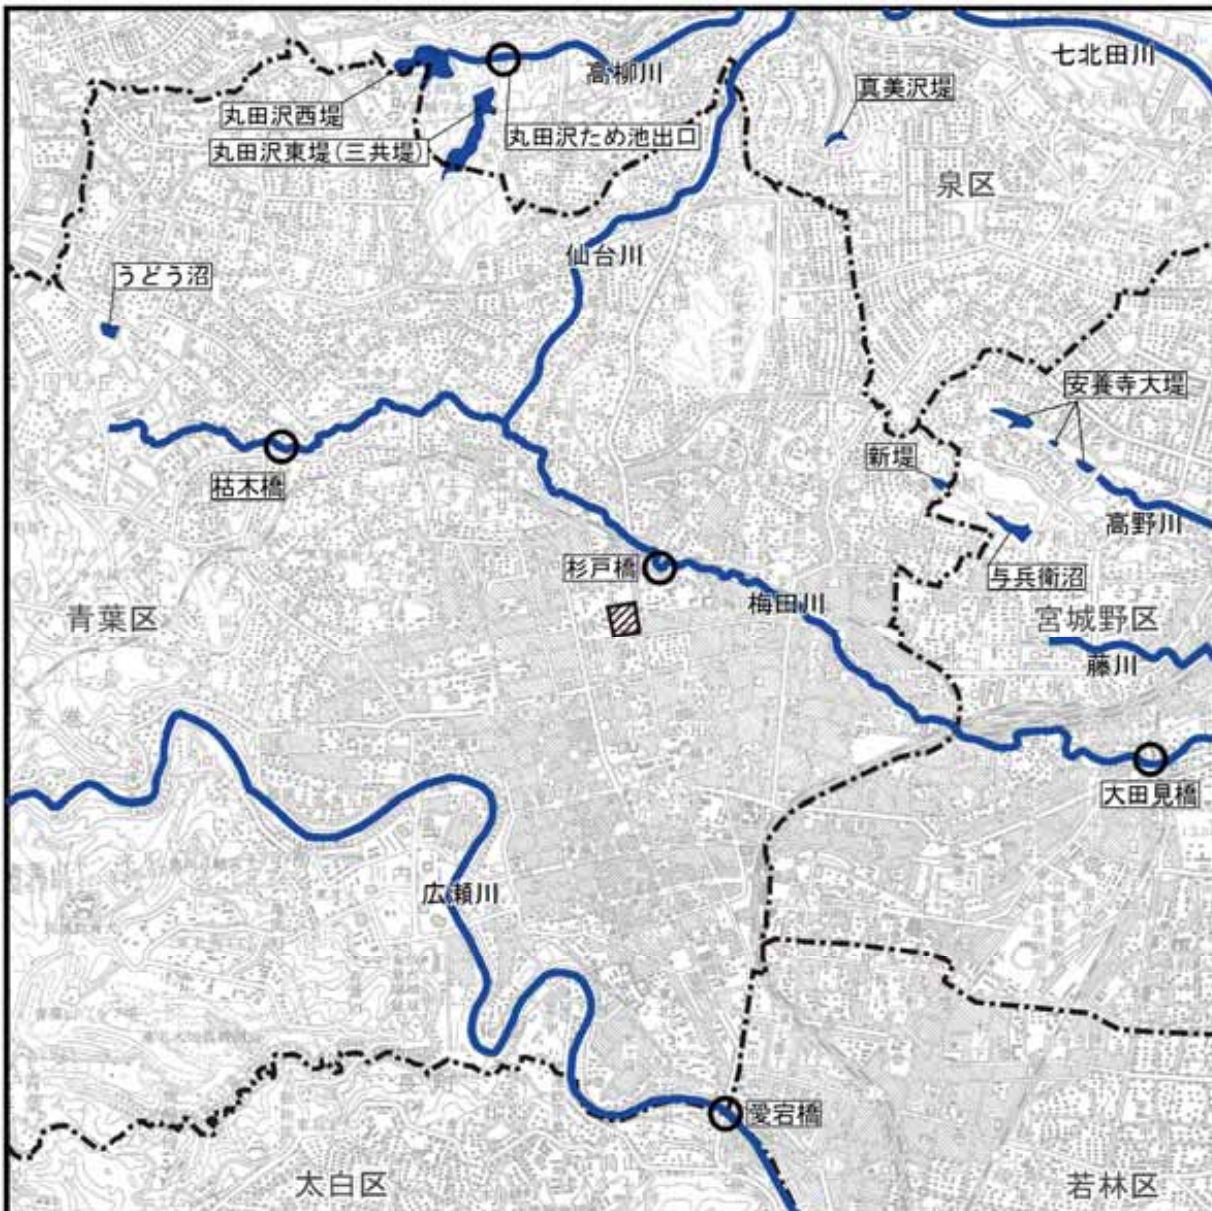 七北田川
高柳川
真美沢堤
丸田沢西堤
丸田沢ため池出口
丸田沢東堤(三共堤)
泉区
仙台川
うどう沼
安養寺大堤
新堤
枯木橋
高野川
杉戸橋
与兵衛沼
梅田川
青葉区
宮城野区
藤川
大田見橋
広瀬川
愛宕橋
太白区
若林区